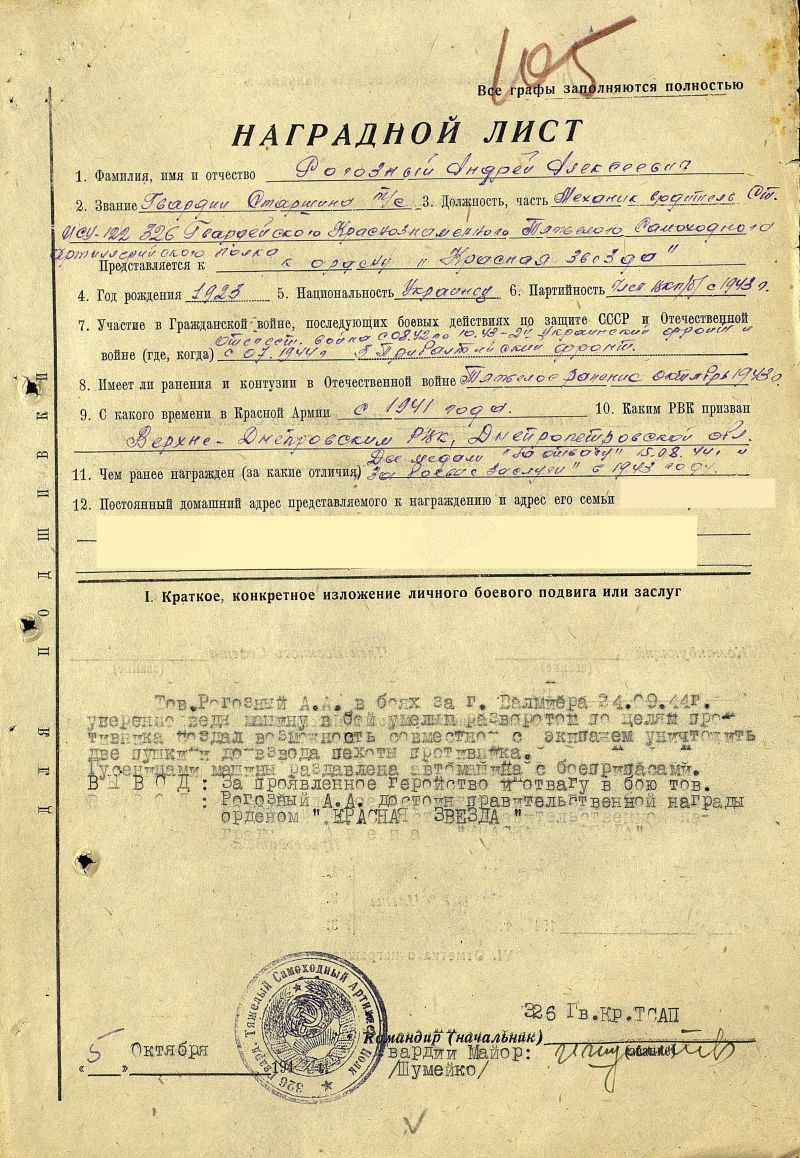 105
Все графы заполняются полностью
НАГРАДНОЙ ЛИСТ
1. Фамилия, имя и отчество Рогозный Андрей Алексеевич
2. Звание Гвардии Старшина т/с 3. Должность, часть Механик водитель Ст.
ИСУ-122 326 Гвардейского Краснознаменного Тяжелого Самоходного
Артиллерийского полка
Представляется к к ордену "Красная звезда"
4. Год рождения 1923 5. Национальность Украинец 6. Партийность Член ВКП/б/ с 1943 г.
7. Участие в Гражданской войне, последующих боевых действиях по защите СССР и Отечественной
Отечест. война с 08.42 по 10.43 - 2й Украинский фронт и
войне (где, когда) с 07.1944г 3 Прибалтийский фронт.
8. Имеет ли ранения и контузии в Отечественной войне Тяжелое ранение октябрь 1943 г.
9. С какого времени в Красной Армии с 1941 года. 10. Каким РВК призван
Верхне-Днепровским РВК, Днепропетровской обл.
Две медали "За отвагу" 15.08.44г. и
11. Чем ранее награжден (за какие отличия) "За боевые заслуги" в 1943 году.
12. Постоянный домашний адрес представляемого к награждению и адрес его семьи
I. Краткое, конкретное изложение личного боевого подвига или заслуг
Тов.Рогозный А.А. в боях за г. Валмиера 24.09.44г.
уверенно ведя машину в бой умелым разворотом по целям про-
тивника создал возможность совместно с экипажем уничтожить
две пушки и до взвода пехоты противника.
Гусеницами машины раздавлена автомашина с боеприпасами.
ВЫВОД: За проявленное геройство и отвагу в бою тов.
: Рогозный А.А. достоин правительственной награды
орденом " КРАСНАЯ ЗВЕЗДА "
326 Гв.Кр.ТСАП
Командир (начальник)
Гвардии Майор:
(звание)
/Шумейко/
« 5 » Октября 194 г.
326 Гвард. Тяжелый Самоходный Артиллер. Полк
ДЛЯ ПОДШИВКИ